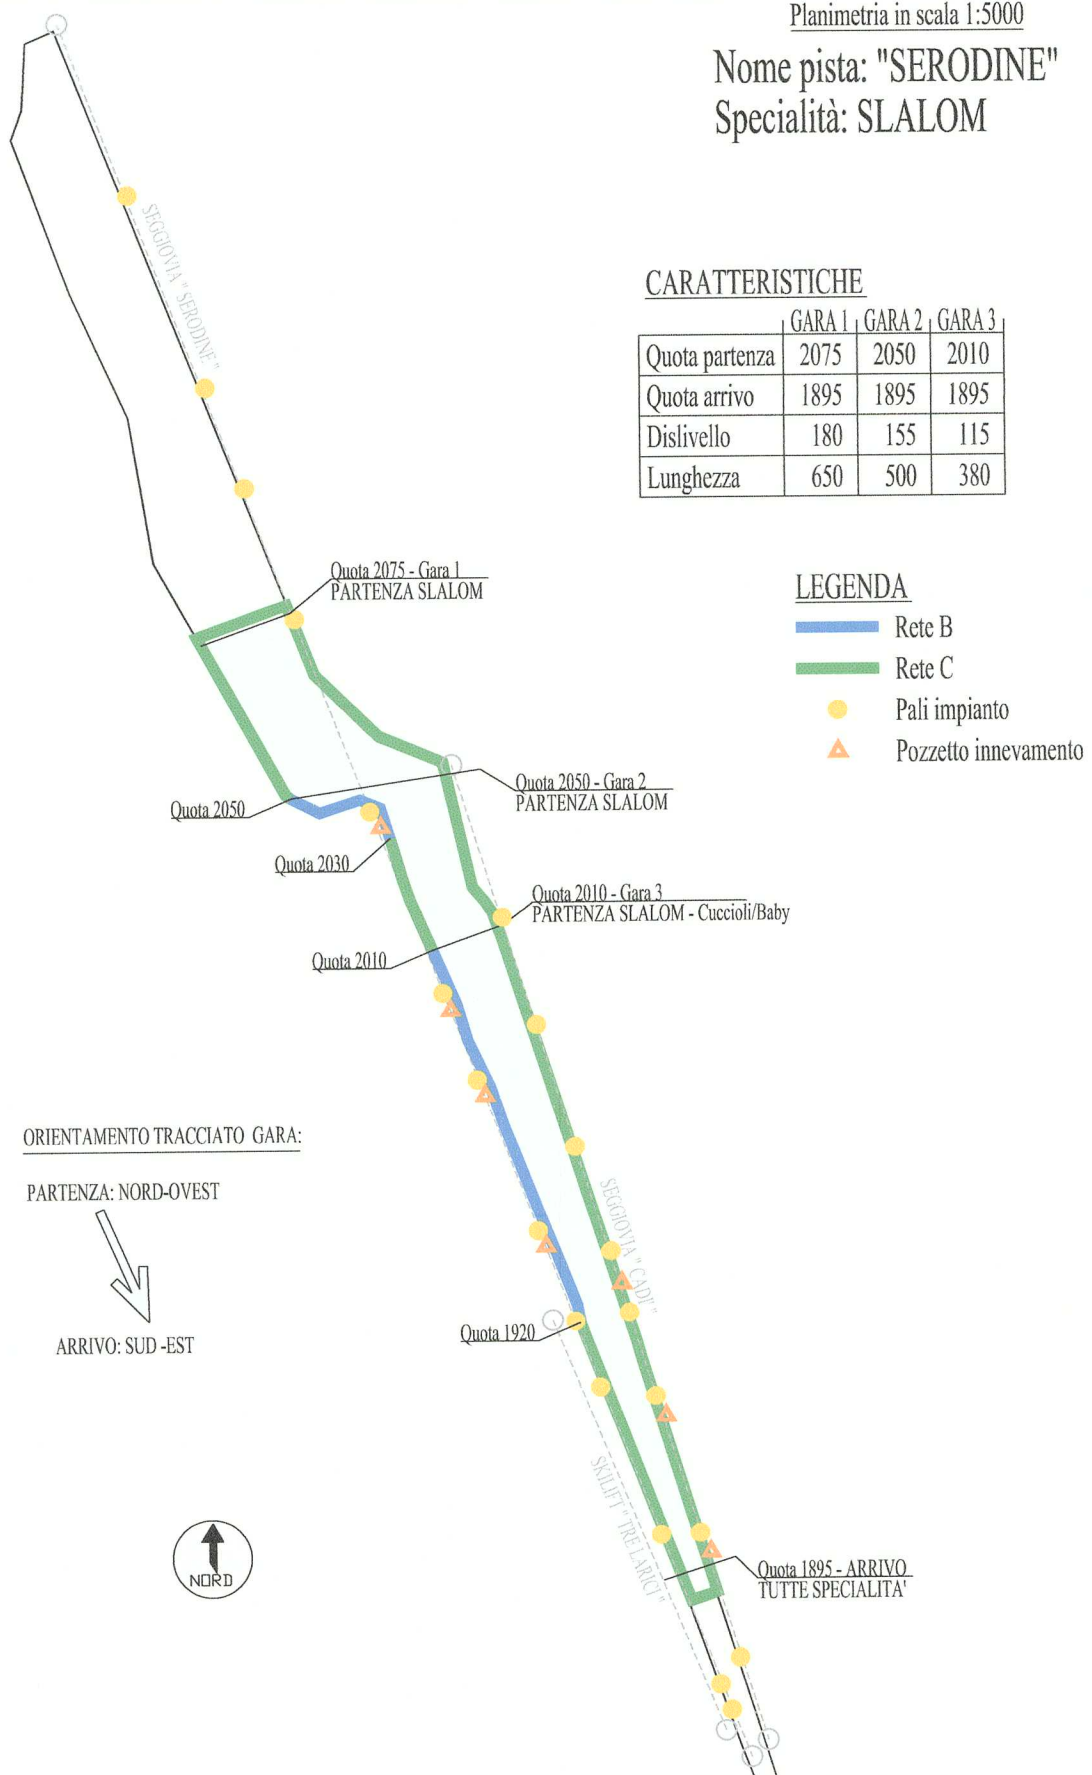 Planimetria in scala 1:5000
Nome pista: "SERODINE"
Specialità: SLALOM
SEGGIOVIA " SERODINE "
CARATTERISTICHE
GARA 1 GARA 2 GARA 3
Quota partenza 2075 2050 2010
Quota arrivo 1895 1895 1895
Dislivello 180 155 115
Lunghezza 650 500 380
Quota 2075 - Gara 1
PARTENZA SLALOM
LEGENDA
Rete B
Rete C
Pali impianto
Pozzetto innevamento
Quota 2050 - Gara 2
PARTENZA SLALOM
Quota 2050
Quota 2030
Quota 2010 - Gara 3
PARTENZA SLALOM - Cuccioli/Baby
Quota 2010
ORIENTAMENTO TRACCIATO GARA:
PARTENZA: NORD-OVEST
ARRIVO: SUD -EST
SEGGIOVIA " CADI' "
Quota 1920
SKILIFT " TRE LARICI "
NORD
Quota 1895 - ARRIVO
TUTTE SPECIALITA'